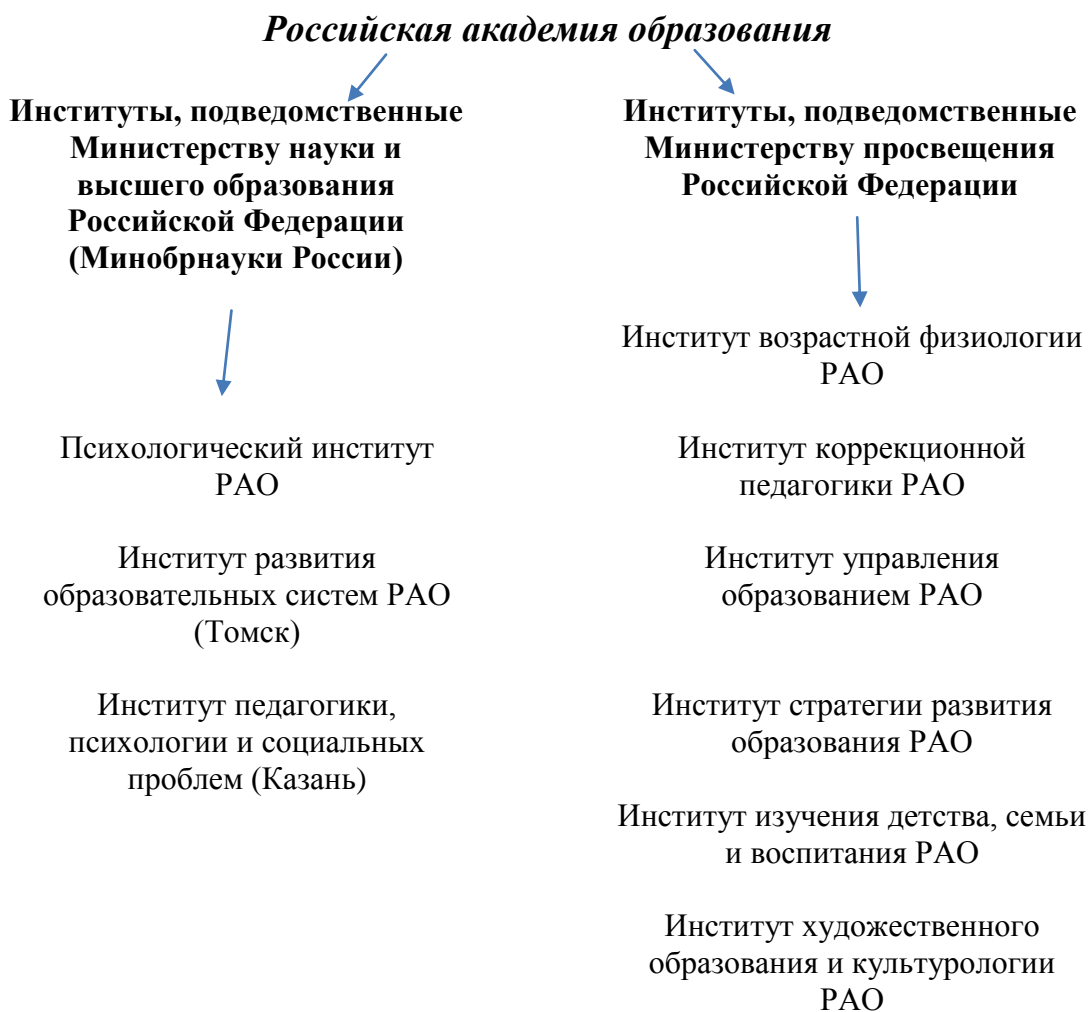 Российская академия образования
Институты, подведомственные
Министерству науки и
высшего образования
Российской Федерации
(Минобрнауки России)
Психологический институт
РАО
Институт развития
образовательных систем РАО
(Томск)
Институт педагогики,
психологии и социальных
проблем (Казань)
Институты, подведомственные
Министерству просвещения
Российской Федерации
Институт возрастной физиологии
РАО
Институт коррекционной
педагогики РАО
Институт управления
образованием РАО
Институт стратегии развития
образования РАО
Институт изучения детства, семьи
и воспитания РАО
Институт художественного
образования и культурологии
РАО